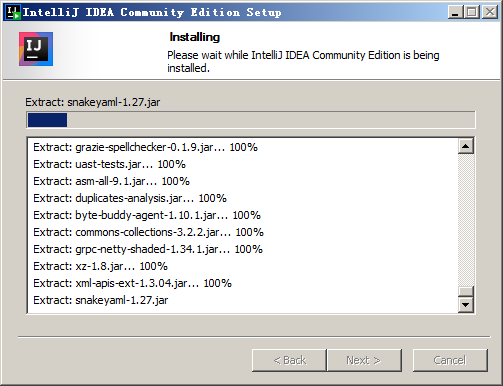 IntelliJ IDEA Community Edition Setup
IJ
Installing
Please wait while IntelliJ IDEA Community Edition is being
installed.
Extract: snakeyaml-1.27.jar
Extract: grazie-spellchecker-0.1.9.jar... 100%
Extract: uast-tests.jar... 100%
Extract: asm-all-9.1.jar... 100%
Extract: duplicates-analysis.jar... 100%
Extract: byte-buddy-agent-1.10.1.jar... 100%
Extract: commons-collections-3.2.2.jar... 100%
Extract: grpc-netty-shaded-1.34.1.jar... 100%
Extract: xz-1.8.jar... 100%
Extract: xml-apis-ext-1.3.04.jar... 100%
Extract: snakeyaml-1.27.jar
< Back Next > Cancel